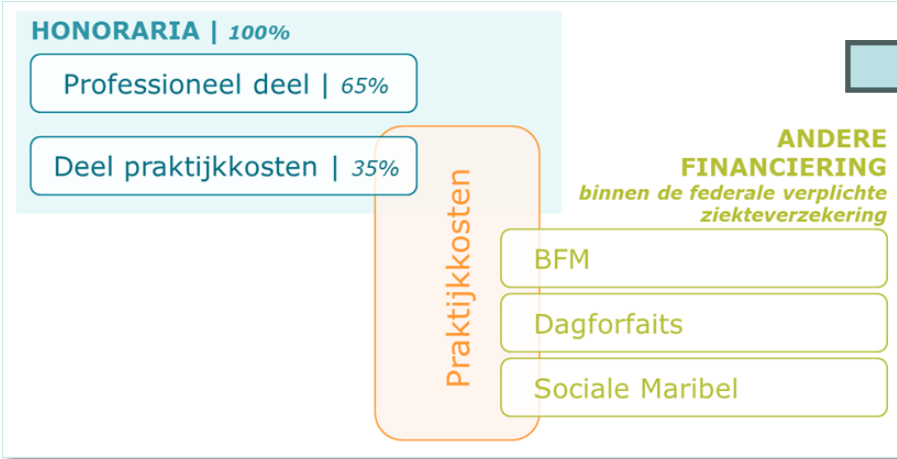 HONORARIA | 100%
Professioneel deel | 65%
Deel praktijkkosten | 35%
Praktijkkosten
ANDERE
FINANCIERING
binnen de federale verplichte
ziekteverzekering
BFM
Dagforfaits
Sociale Maribel